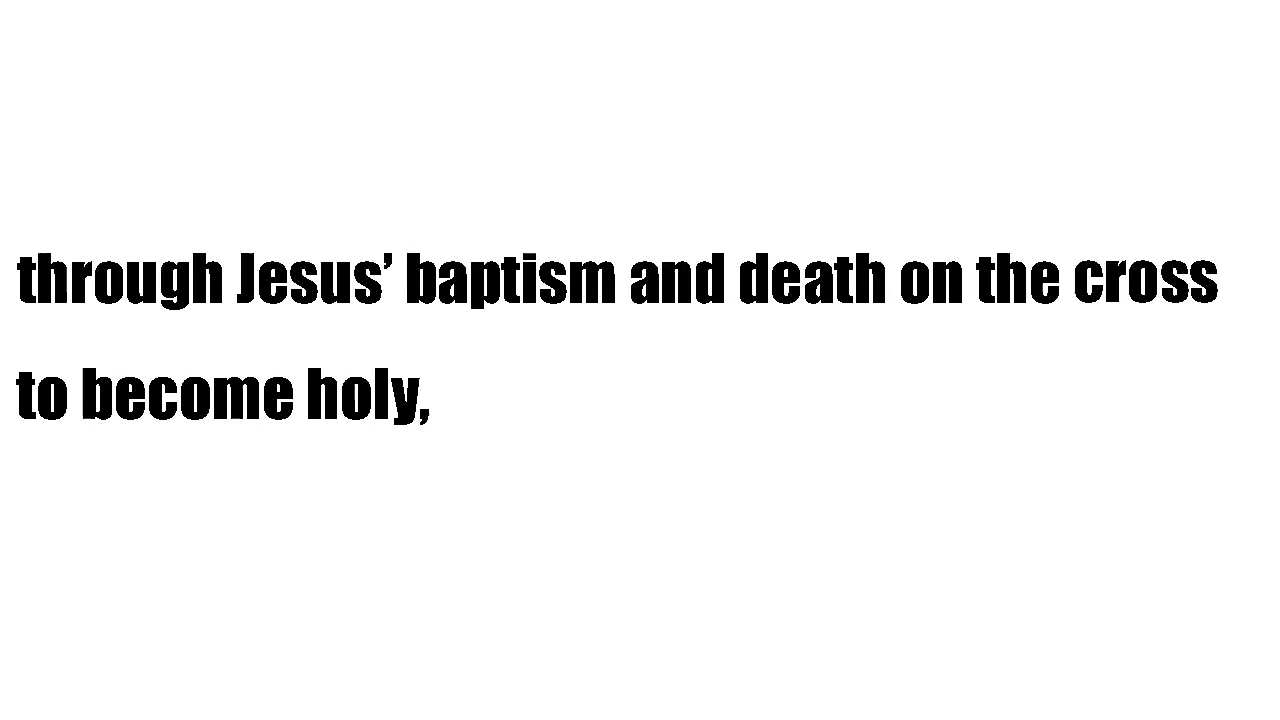 through Jesus’ baptism and death on the cross
to become holy,